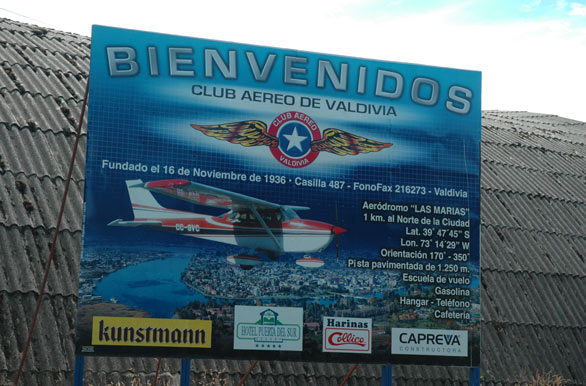 BIENVENIDOS
CLUB AEREO DE VALDIVIA
CLUB AEREO
VALDIVIA
Fundado el 16 de Noviembre de 1936 · Casilla 487 - FonoFax 216273 - Valdivia
Aeródromo "LAS MARIAS"
1 km. al Norte de la Ciudad
Lat. 39° 47'45" S
Lon. 73° 14'29" W
Orientación 170° - 350°
Pista pavimentada de 1.250 m.
Escuela de vuelo
Gasolina
Hangar - Teléfono
Cafetería
CC-SVC
kunstmann
HOTEL PUERTA DEL SUR
Harinas
Collico
CAPREVA
CONSTRUCTORA